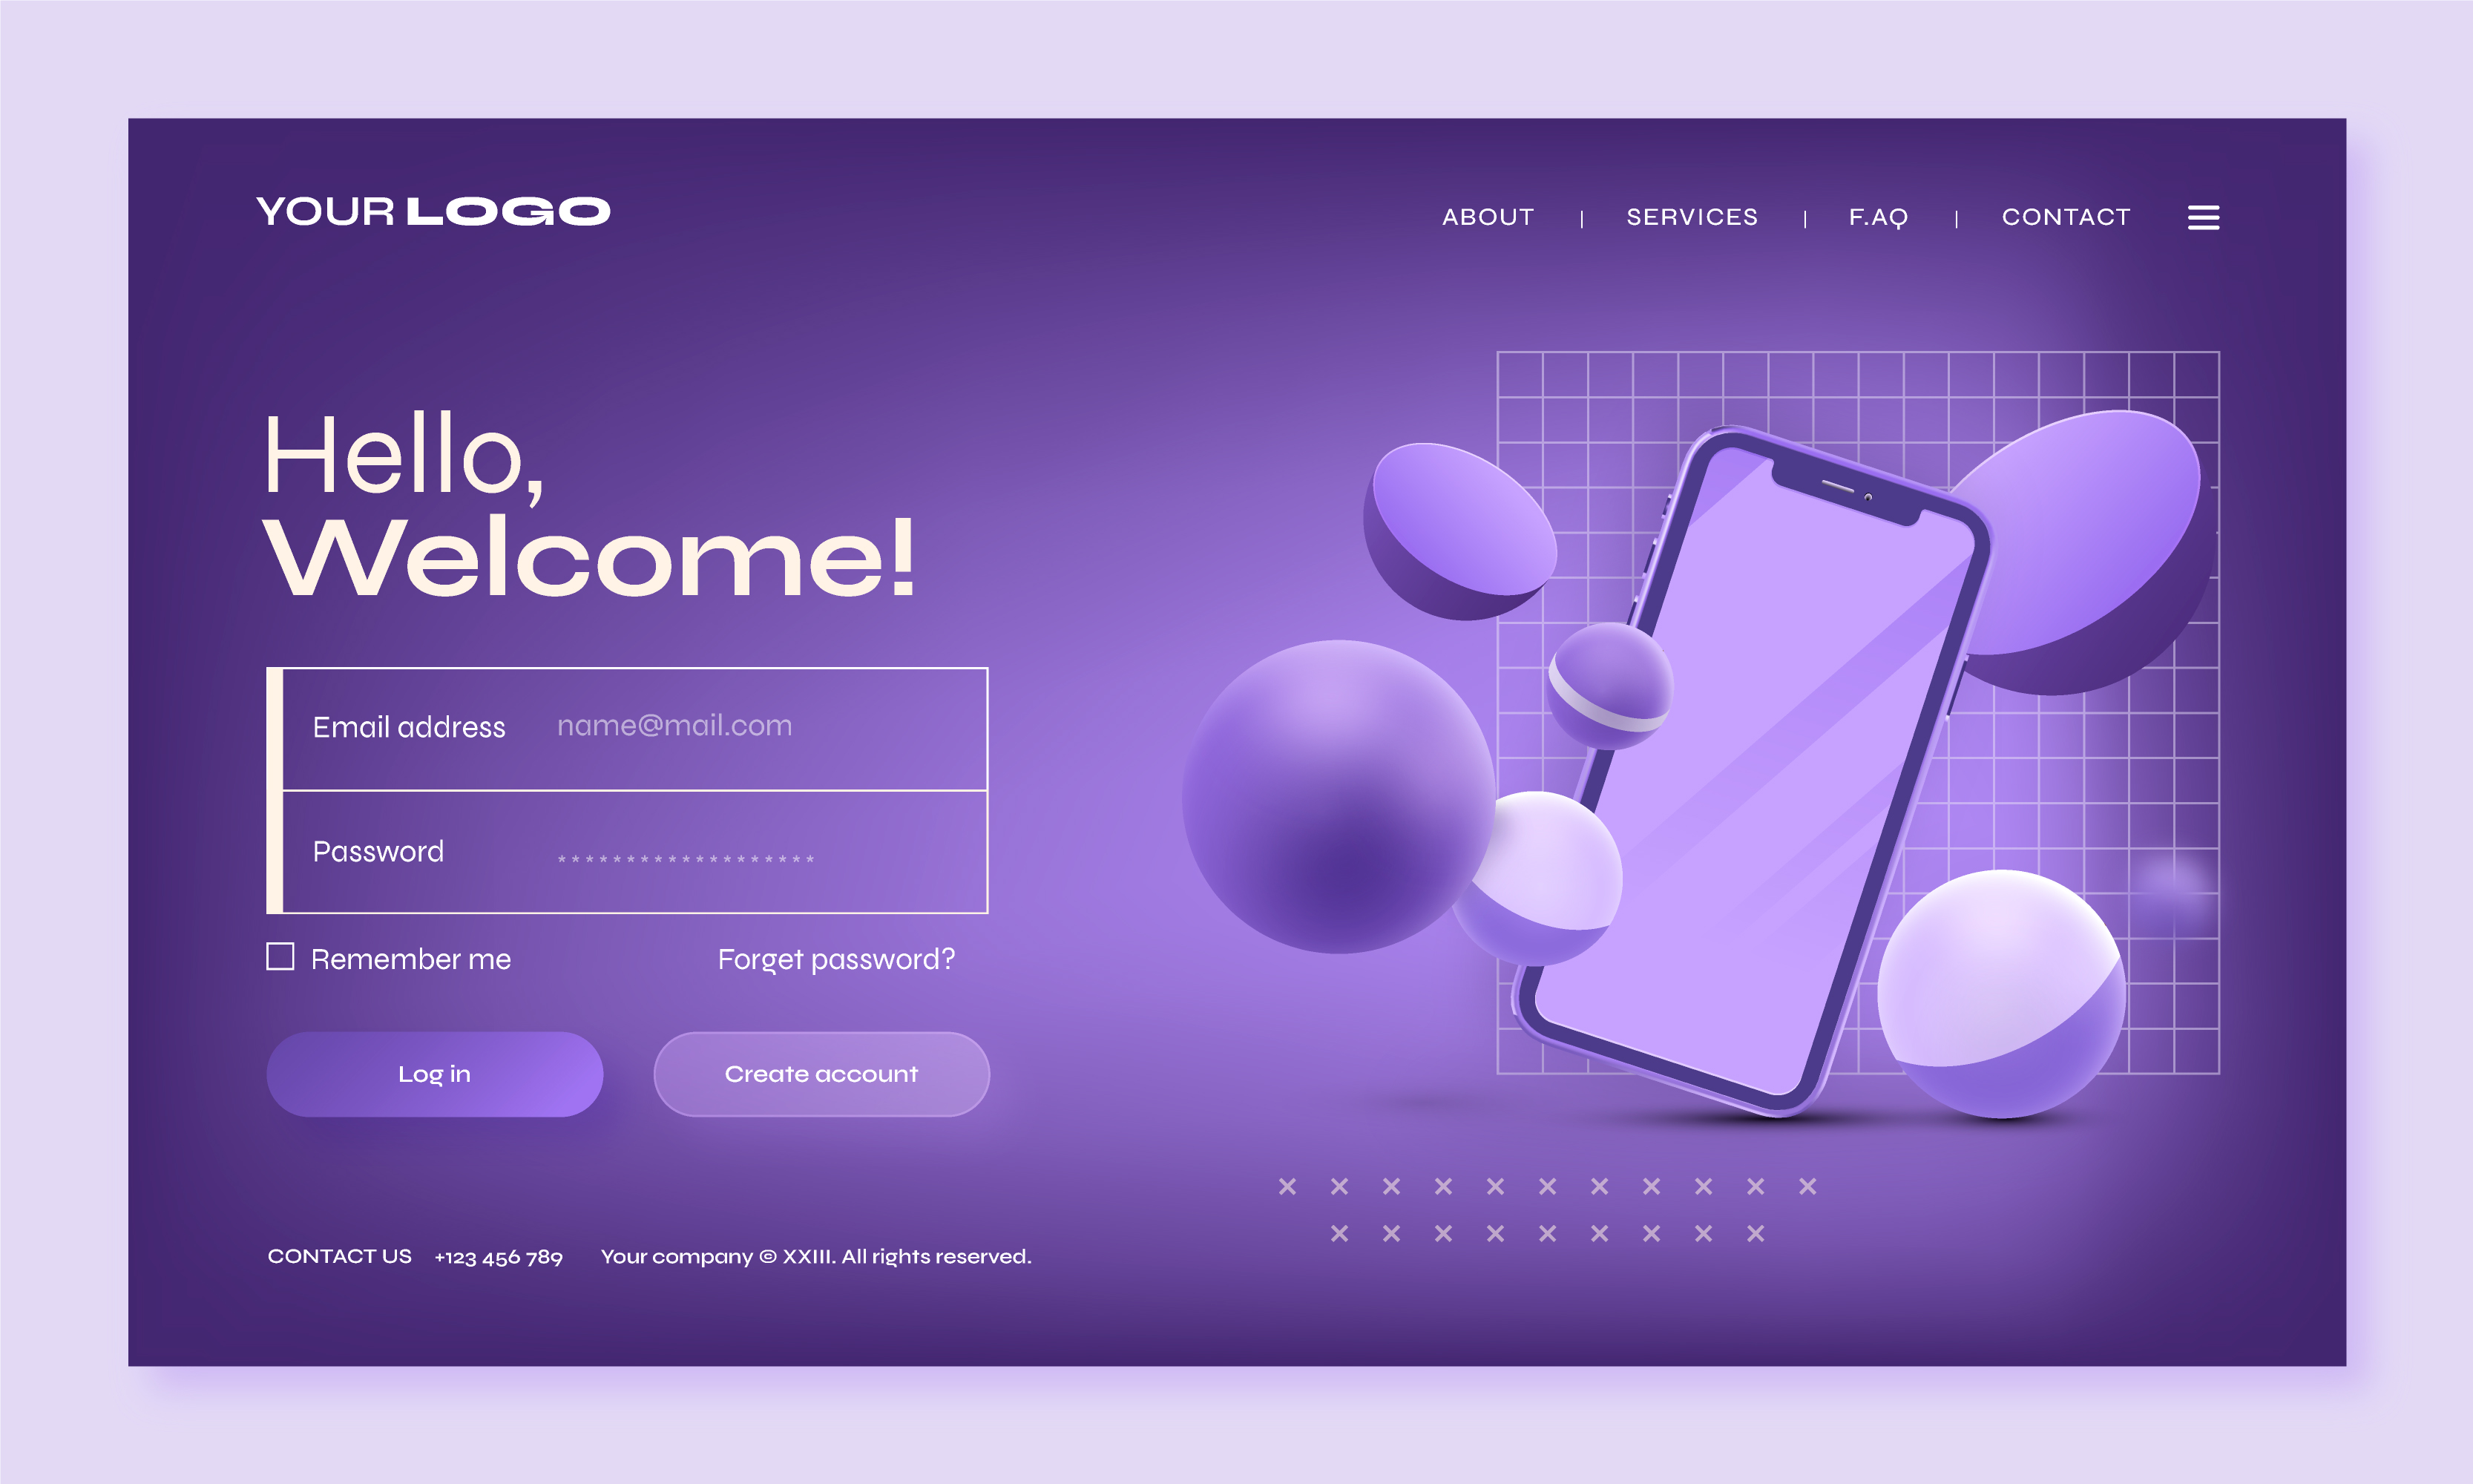 YOUR LOGO
ABOUT | SERVICES | F.AQ | CONTACT
Hello,
Welcome!
Email address name@mail.com
Password *******************
Remember me Forget password?
Log in Create account
CONTACT US +123 456 789 Your company © XXIII. All rights reserved.